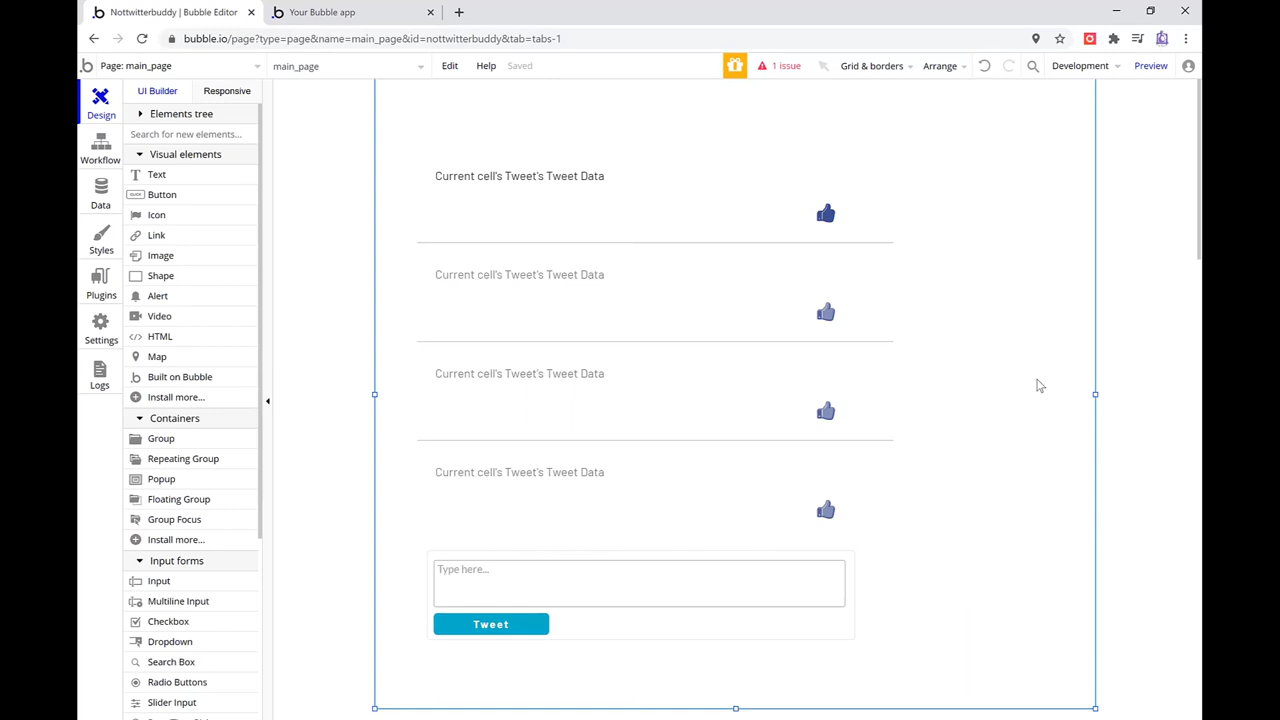 Nottwitterbuddy | Bubble Editor
Your Bubble app
bubble.io/page?type=page&name=main_page&id=nottwitterbuddy&tab=tabs-1
Page: main_page
main_page
Edit
Help
Saved
1 issue
Grid & borders
Arrange
Development
Preview
Design
Workflow
Data
Styles
Plugins
Settings
Logs
UI Builder
Responsive
Elements tree
Search for new elements...
Visual elements
Text
CLICK
Button
Icon
Link
Image
Shape
Alert
Video
HTML
Map
Built on Bubble
Install more...
Containers
Group
Repeating Group
Popup
Floating Group
Group Focus
Install more...
Input forms
Input
Multiline Input
Checkbox
Dropdown
Search Box
Radio Buttons
Slider Input
Current cell's Tweet's Tweet Data
Current cell's Tweet's Tweet Data
Current cell's Tweet's Tweet Data
Current cell's Tweet's Tweet Data
Type here...
Tweet